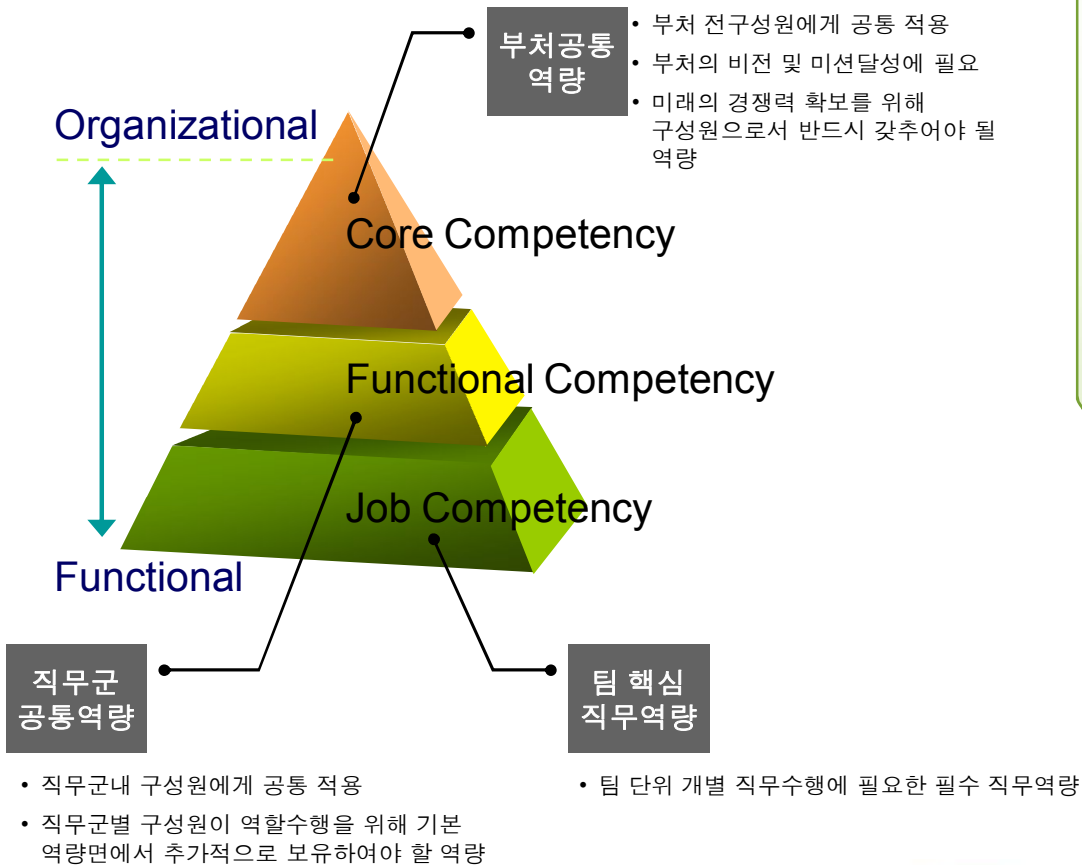 부처공통
역량
• 부처 전구성원에게 공통 적용
• 부처의 비전 및 미션달성에 필요
• 미래의 경쟁력 확보를 위해
구성원으로서 반드시 갖추어야 될
역량
Organizational
Core Competency
Functional Competency
Job Competency
Functional
직무군
공통역량
• 직무군내 구성원에게 공통 적용
• 직무군별 구성원이 역할수행을 위해 기본
역량면에서 추가적으로 보유하여야 할 역량
팀 핵심
직무역량
• 팀 단위 개별 직무수행에 필요한 필수 직무역량